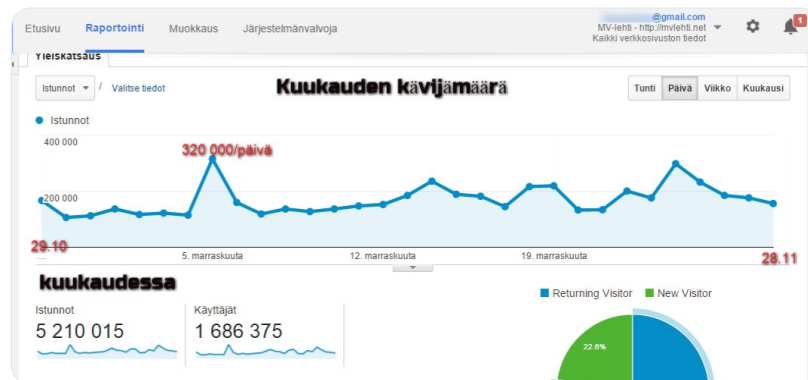 Etusivu Raportointi Muokkaus Järjestelmänvalvoja
@gmail.com
MV-lehti - http://mvlehti.net
Kaikki verkkosivuston tiedot
1
Yleiskatsaus
Istunnot / Valitse tiedot
Kuukauden kävijämäärä
Tunti Päivä Viikko Kuukausi
Istunnot
400 000
320 000/päivä
200 000
29.10
5. marraskuuta
12. marraskuuta
19. marraskuuta
28.11
kuukaudessa
Returning Visitor New Visitor
Istunnot Käyttäjät
5 210 015 1 686 375
22.6%